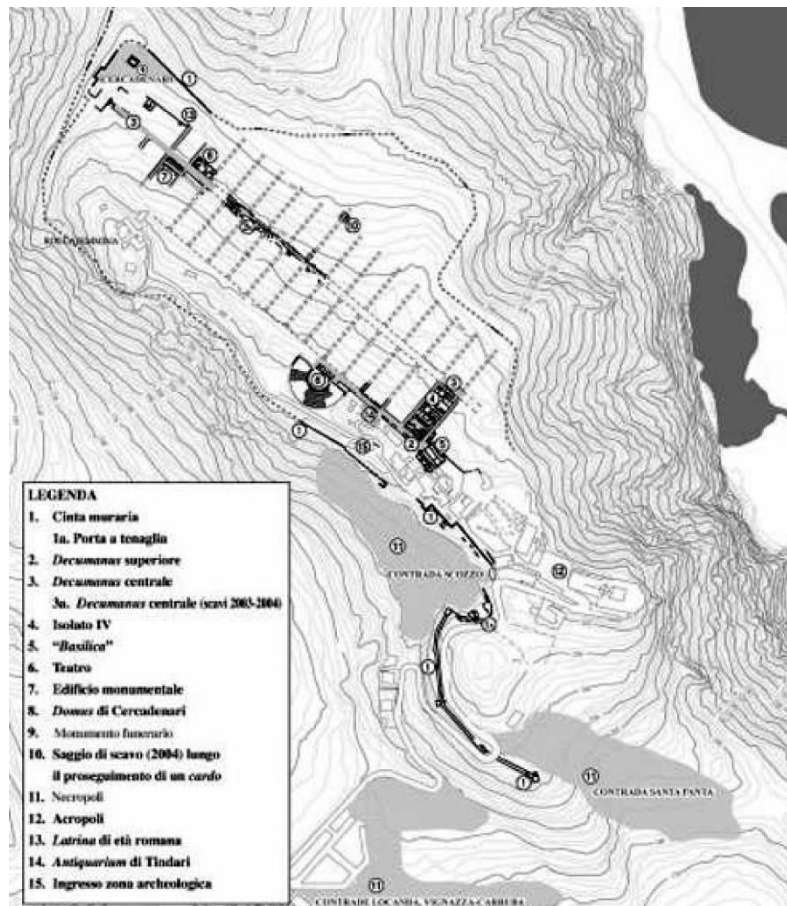 CERCADENARI
ROCCAFEMMINA
CONTRADA SCOZZO
CONTRADA SANTA PANTA
CONTRADE LOCANDA, VIGNAZZA-CARRUBA
LEGENDA
1. Cinta muraria
1a. Porta a tenaglia
2. Decumanus superiore
3. Decumanus centrale
3a. Decumanus centrale (scavi 2003-2004)
4. Isolato IV
5. “Basilica”
6. Teatro
7. Edificio monumentale
8. Domus di Cercadenari
9. Monumento funerario
10. Saggio di scavo (2004) lungo
il proseguimento di un cardo
11. Necropoli
12. Acropoli
13. Latrina di età romana
14. Antiquarium di Tindari
15. Ingresso zona archeologica